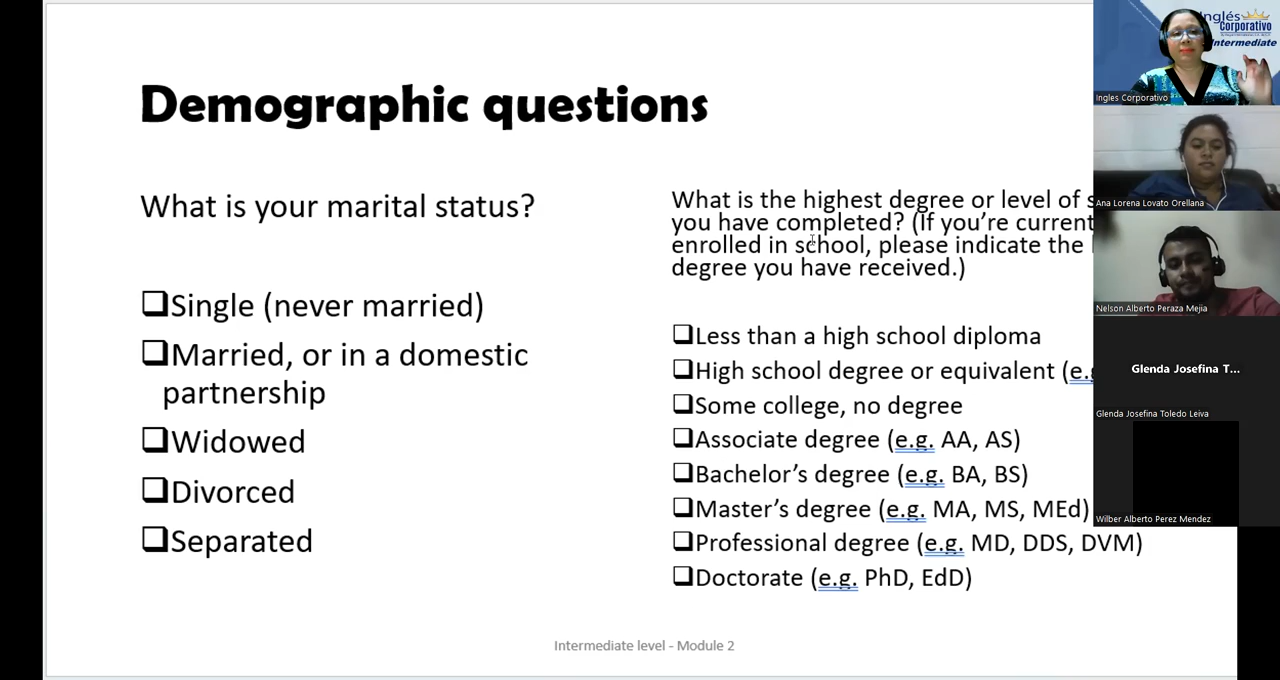 Demographic questions
What is your marital status?
❑Single (never married)
❑Married, or in a domestic
partnership
❑Widowed
❑Divorced
❑Separated
What is the highest degree or level of s
you have completed? (If you’re current
enrolled in school, please indicate the
degree you have received.)
❑Less than a high school diploma
❑High school degree or equivalent (e.g
❑Some college, no degree
❑Associate degree (e.g. AA, AS)
❑Bachelor’s degree (e.g. BA, BS)
❑Master’s degree (e.g. MA, MS, MEd)
❑Professional degree (e.g. MD, DDS, DVM)
❑Doctorate (e.g. PhD, EdD)
Intermediate level - Module 2
Inglés
Corporativo
Intermediate
Ingles Corporativo
Ana Lorena Lovato Orellana
Nelson Alberto Peraza Mejia
Glenda Josefina T...
Glenda Josefina Toledo Leiva
Wilber Alberto Perez Mendez